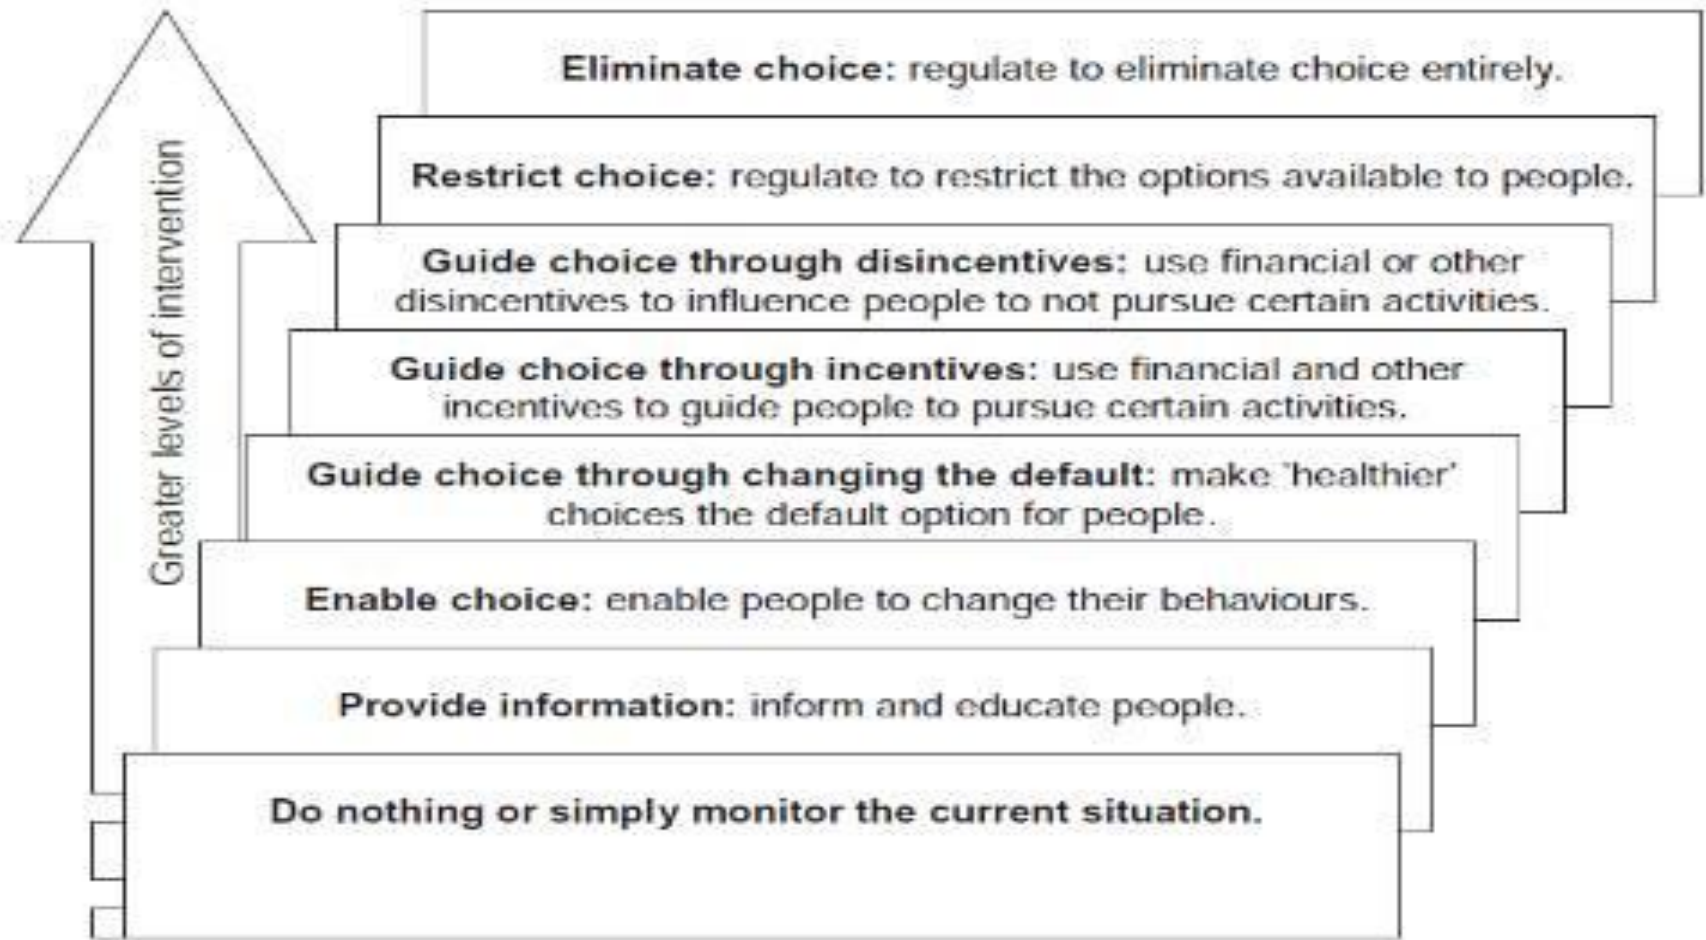 Greater levels of intervention
Eliminate choice: regulate to eliminate choice entirely.
Restrict choice: regulate to restrict the options available to people.
Guide choice through disincentives: use financial or other
disincentives to influence people to not pursue certain activities.
Guide choice through incentives: use financial and other
incentives to guide people to pursue certain activities.
Guide choice through changing the default: make 'healthier'
choices the default option for people.
Enable choice: enable people to change their behaviours.
Provide information: inform and educate people.
Do nothing or simply monitor the current situation.